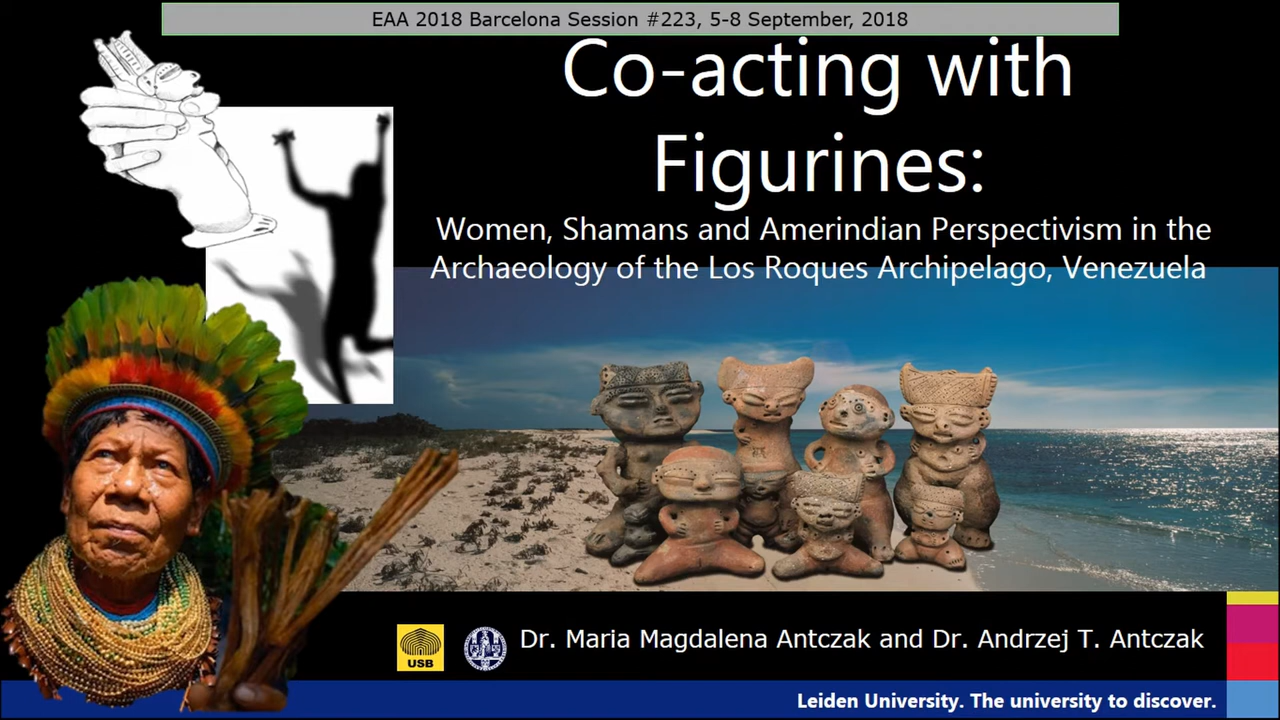 EAA 2018 Barcelona Session #223, 5-8 September, 2018
Co-acting with
Figurines:
Women, Shamans and Amerindian Perspectivism in the
Archaeology of the Los Roques Archipelago, Venezuela
USB
Dr. Maria Magdalena Antczak and Dr. Andrzej T. Antczak
Leiden University. The university to discover.